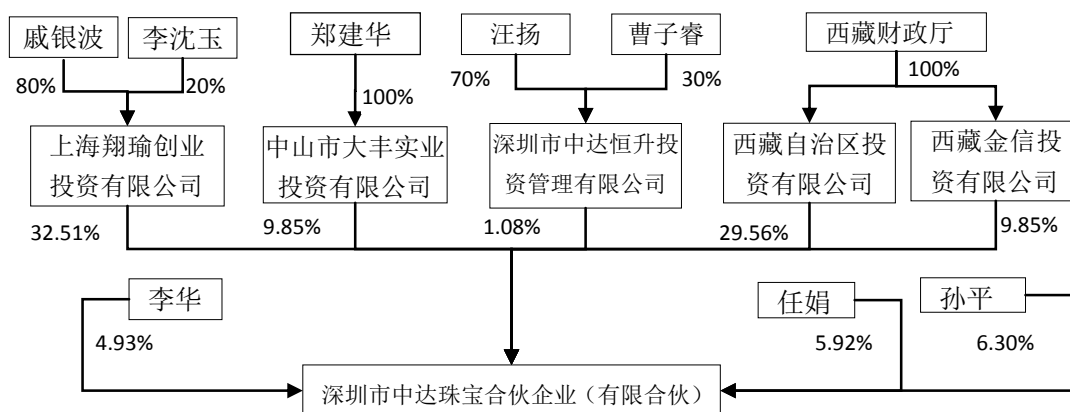 戚银波 李沈玉 郑建华 汪扬 曹子睿 西藏财政厅
80% 20% 100% 70% 30% 100%
上海翔瑜创业 中山市大丰实业 深圳市中达恒升投 西藏自治区投 西藏金信投
投资有限公司 投资有限公司 资管理有限公司 资有限公司 资有限公司
32.51% 9.85% 1.08% 29.56% 9.85%
李华 任娟 孙平
4.93% 5.92% 6.30%
深圳市中达珠宝合伙企业（有限合伙）